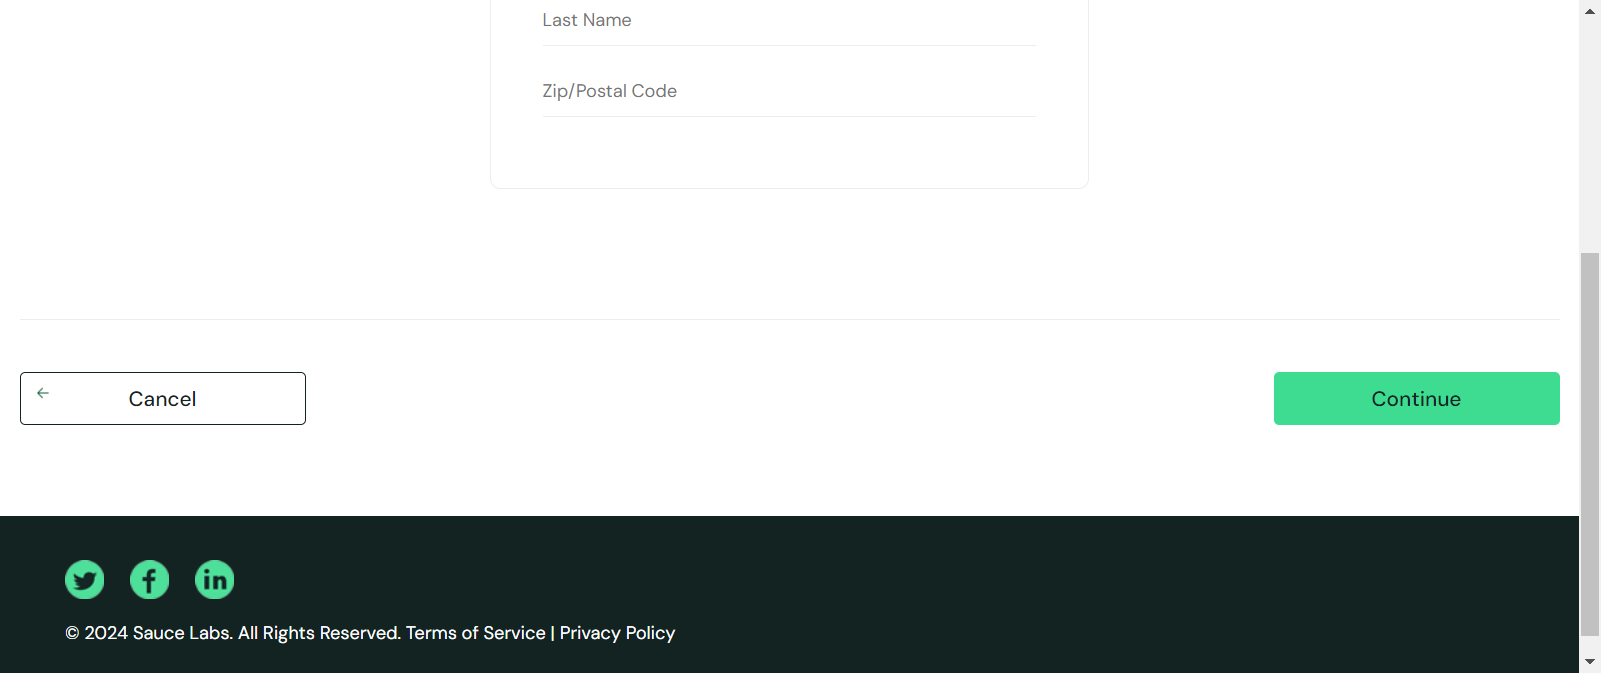 Last Name
Zip/Postal Code
Cancel
Continue
© 2024 Sauce Labs. All Rights Reserved. Terms of Service | Privacy Policy